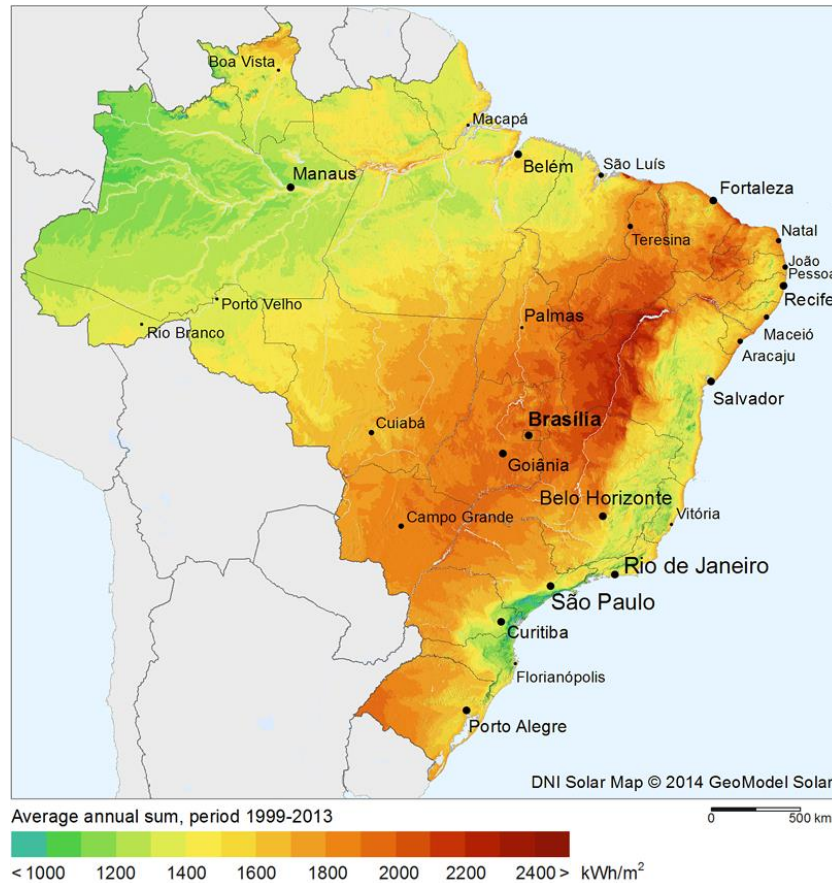 Boa Vista
Macapá
Belém
São Luís
Manaus
Fortaleza
Teresina
Natal
João
Pessoa
Recife
Porto Velho
Palmas
Rio Branco
Maceió
Aracaju
Salvador
Cuiabá
Brasília
Goiânia
Belo Horizonte
Campo Grande
Vitória
Rio de Janeiro
São Paulo
Curitiba
Florianópolis
Porto Alegre
DNI Solar Map © 2014 GeoModel Solar
Average annual sum, period 1999-2013
0 500 km
< 1000 1200 1400 1600 1800 2000 2200 2400 > kWh/m²